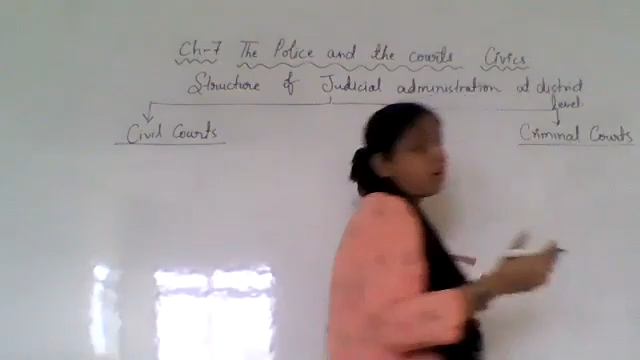 Ch-7 The Police and the courts Civics
Structure of Judicial administration at district level
Civil Courts
Criminal Courts